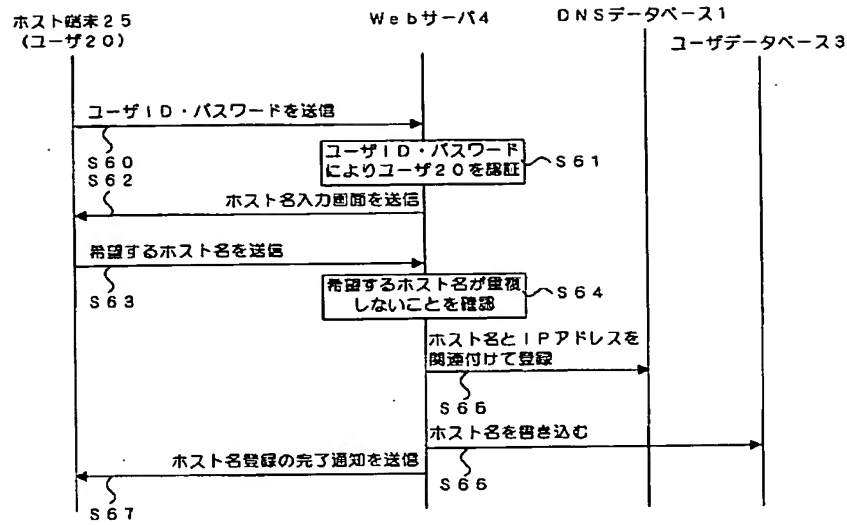 ホスト端末25
(ユーザ20)
Webサーバ4
DNSデータベース1
ユーザデータベース3
ユーザID・パスワードを送信
S60
ユーザID・パスワード
によりユーザ20を認証
S61
S62
ホスト名入力画面を送信
希望するホスト名を送信
S63
希望するホスト名が重複
しないことを確認
S64
ホスト名とIPアドレスを
関連付けて登録
S65
ホスト名を書き込む
S66
ホスト名登録の完了通知を送信
S67